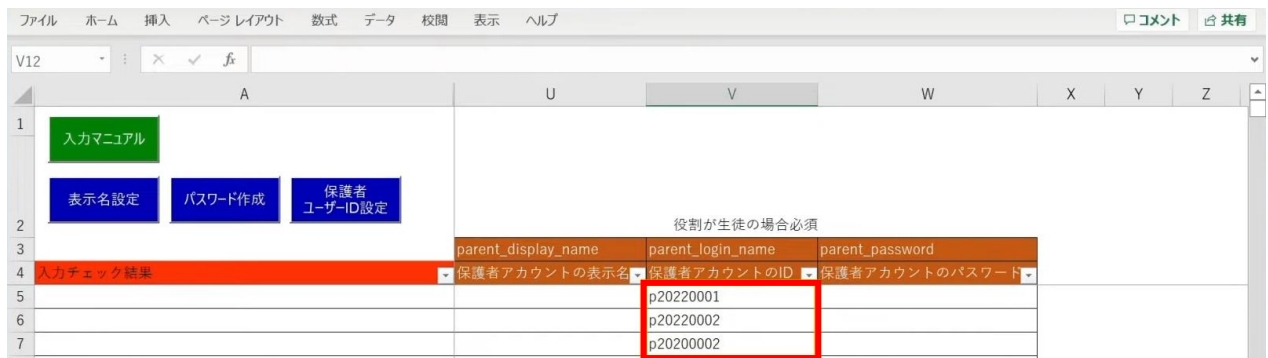 ファイル ホーム 挿入 ページ レイアウト 数式 データ 校閲 表示 ヘルプ コメント 共有
V12 fx
A U V W X Y Z
1
入力マニュアル
表示名設定 パスワード作成 保護者
ユーザーID設定
2 役割が生徒の場合必須
3 parent_display_name parent_login_name parent_password
4 入力チェック結果 保護者アカウントの表示名 保護者アカウントのID 保護者アカウントのパスワード
5 p20220001
6 p20220002
7 p20200002